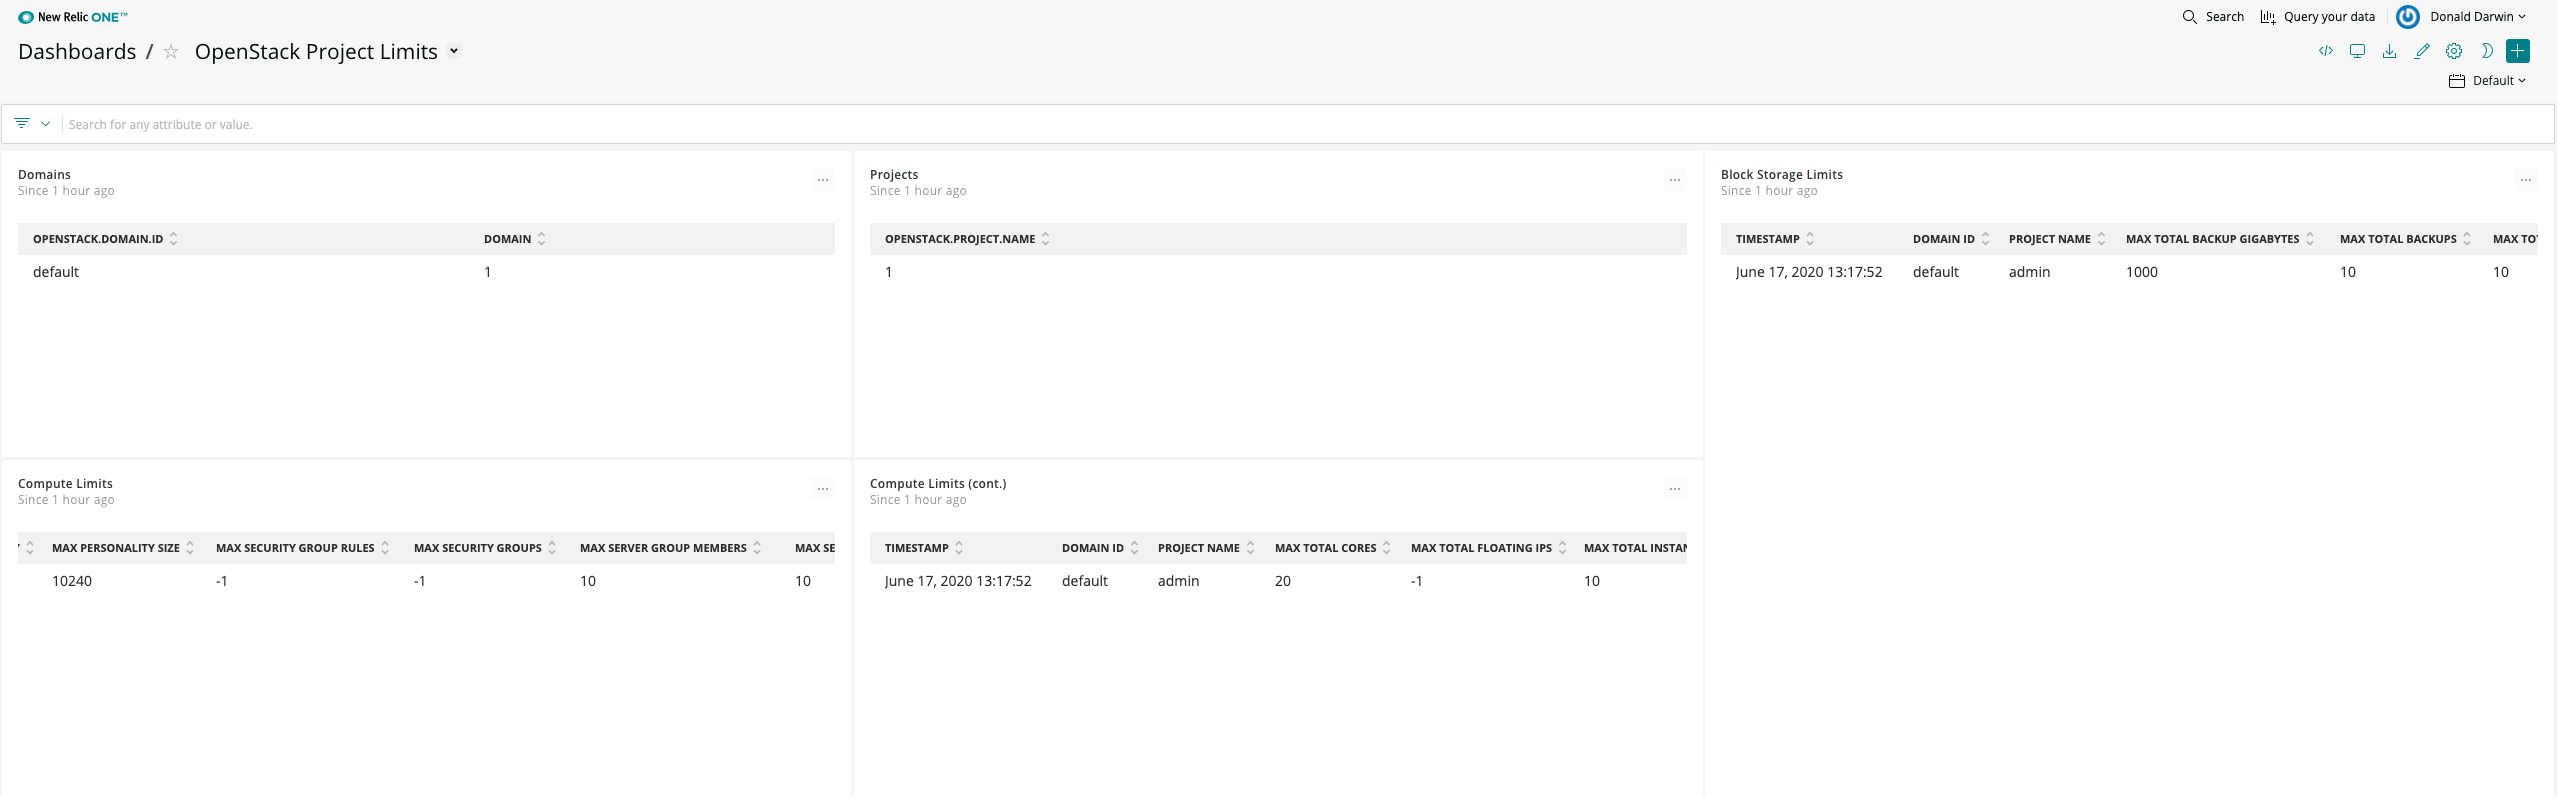 New Relic ONE™
Search
Query your data
Donald Darwin
Dashboards / OpenStack Project Limits
Default
Search for any attribute or value.
Domains
Since 1 hour ago
OPENSTACK.DOMAIN.ID DOMAIN
default 1
Projects
Since 1 hour ago
OPENSTACK.PROJECT.NAME
1
Block Storage Limits
Since 1 hour ago
TIMESTAMP DOMAIN ID PROJECT NAME MAX TOTAL BACKUP GIGABYTES MAX TOTAL BACKUPS MAX
June 17, 2020 13:17:52 default admin 1000 10 10
Compute Limits
Since 1 hour ago
MAX PERSONALITY SIZE MAX SECURITY GROUP RULES MAX SECURITY GROUPS MAX SERVER GROUP MEMBERS MAX SE
10240 -1 -1 10 10
Compute Limits (cont.)
Since 1 hour ago
TIMESTAMP DOMAIN ID PROJECT NAME MAX TOTAL CORES MAX TOTAL FLOATING IPS MAX TOTAL INSTAN
June 17, 2020 13:17:52 default admin 20 -1 10